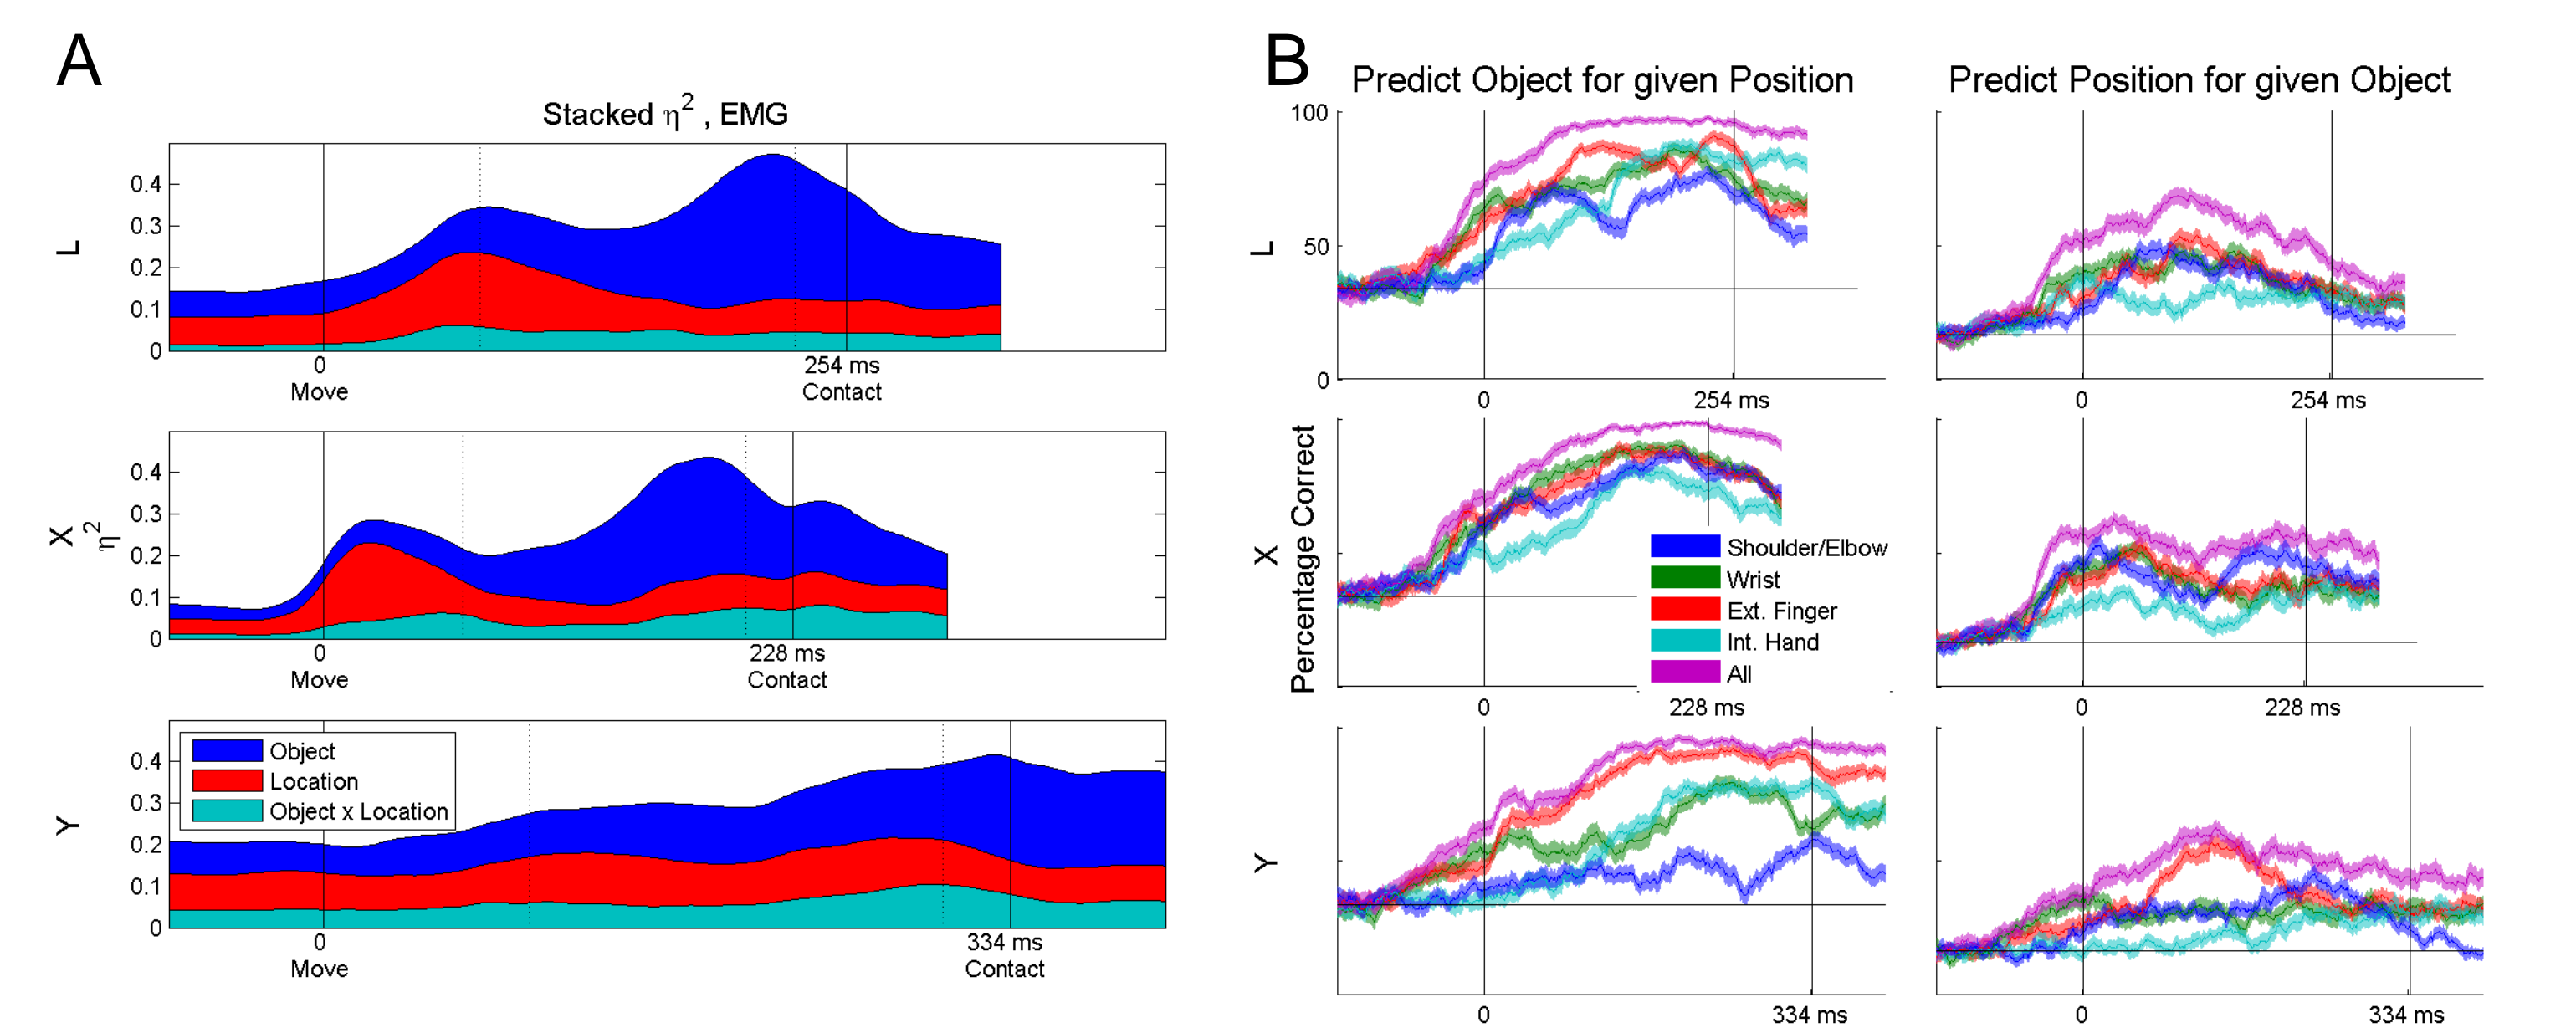 A
Stacked η², EMG
L
0.4
0.3
0.2
0.1
0
0
254 ms
Move
Contact
X
η²
0.4
0.3
0.2
0.1
0
0
228 ms
Move
Contact
Y
Object
Location
Object x Location
0.4
0.3
0.2
0.1
0
0
334 ms
Move
Contact
B
Predict Object for given Position
Predict Position for given Object
L
100
50
0
0
254 ms
0
254 ms
X
Percentage Correct
Shoulder/Elbow
Wrist
Ext. Finger
Int. Hand
All
0
228 ms
0
228 ms
Y
0
334 ms
0
334 ms